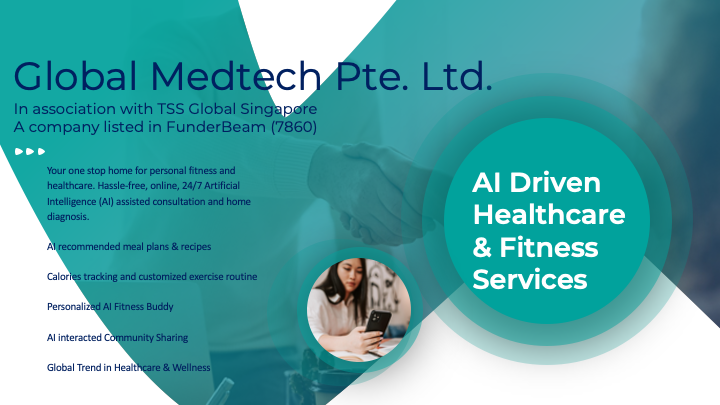 Global Medtech Pte. Ltd.
In association with TSS Global Singapore
A company listed in FunderBeam (7860)
Your one stop home for personal fitness and
healthcare. Hassle-free, online, 24/7 Artificial
Intelligence (AI) assisted consultation and home
diagnosis.
AI recommended meal plans & recipes
Calories tracking and customized exercise routine
Personalized AI Fitness Buddy
AI interacted Community Sharing
Global Trend in Healthcare & Wellness
AI Driven
Healthcare
& Fitness
Services